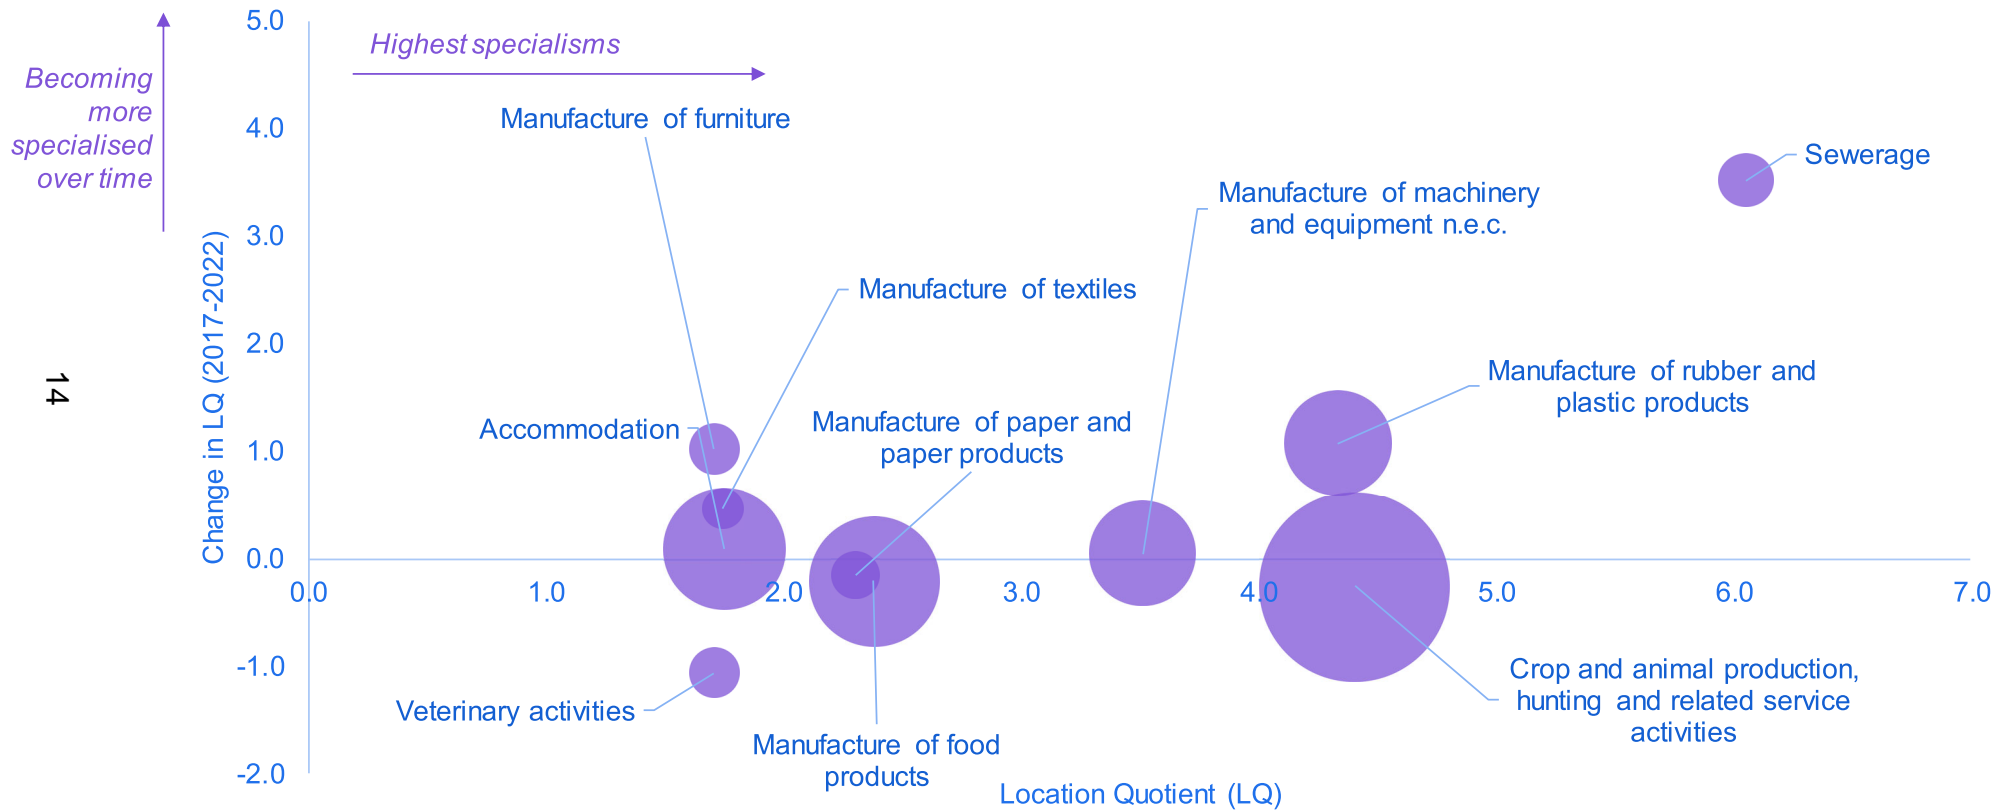 Becoming
more
specialised
over time
14
Change in LQ (2017-2022)
5.0
4.0
3.0
2.0
1.0
0.0
-1.0
-2.0
Highest specialisms
Manufacture of furniture
Sewerage
Manufacture of machinery
and equipment n.e.c.
Manufacture of textiles
Manufacture of rubber and
plastic products
Accommodation
Manufacture of paper and
paper products
0.0 1.0 2.0 3.0 4.0 5.0 6.0 7.0
Crop and animal production,
hunting and related service
activities
Veterinary activities
Manufacture of food
products
Location Quotient (LQ)